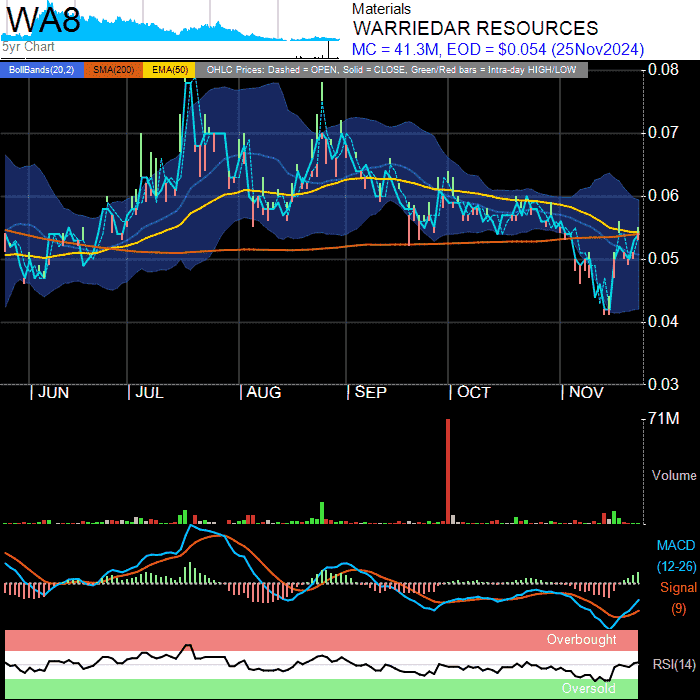 WA8
5yr Chart
Materials
WARRIEDAR RESOURCES
MC = 41.3M, EOD = $0.054 (25Nov2024)
BollBands(20,2) SMA(200) EMA(50) OHLC Prices: Dashed = OPEN, Solid = CLOSE, Green/Red bars = Intra-day HIGH/LOW
0.08
0.07
0.06
0.05
0.04
0.03
| JUN | JUL | AUG | SEP | OCT | NOV
71M
Volume
MACD
(12-26)
Signal
(9)
Overbought
RSI(14)
Oversold